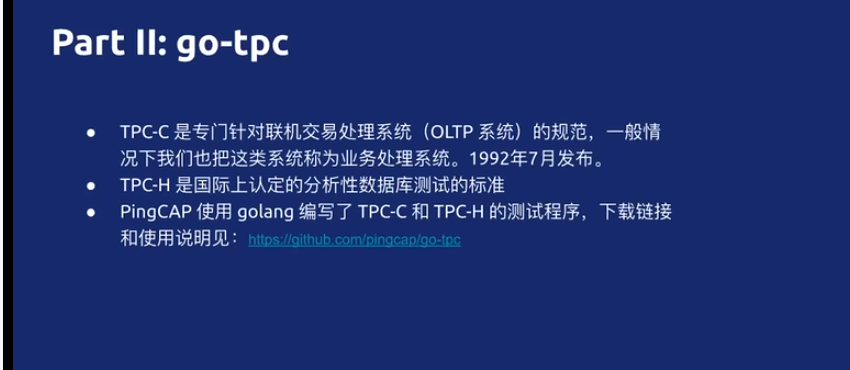 Part II: go-tpc
● TPC-C 是专门针对联机交易处理系统（OLTP 系统）的规范，一般情
况下我们也把这类系统称为业务处理系统。1992年7月发布。
● TPC-H 是国际上认定的分析性数据库测试的标准
● PingCAP 使用 golang 编写了 TPC-C 和 TPC-H 的测试程序，下载链接
和使用说明见：https://github.com/pingcap/go-tpc